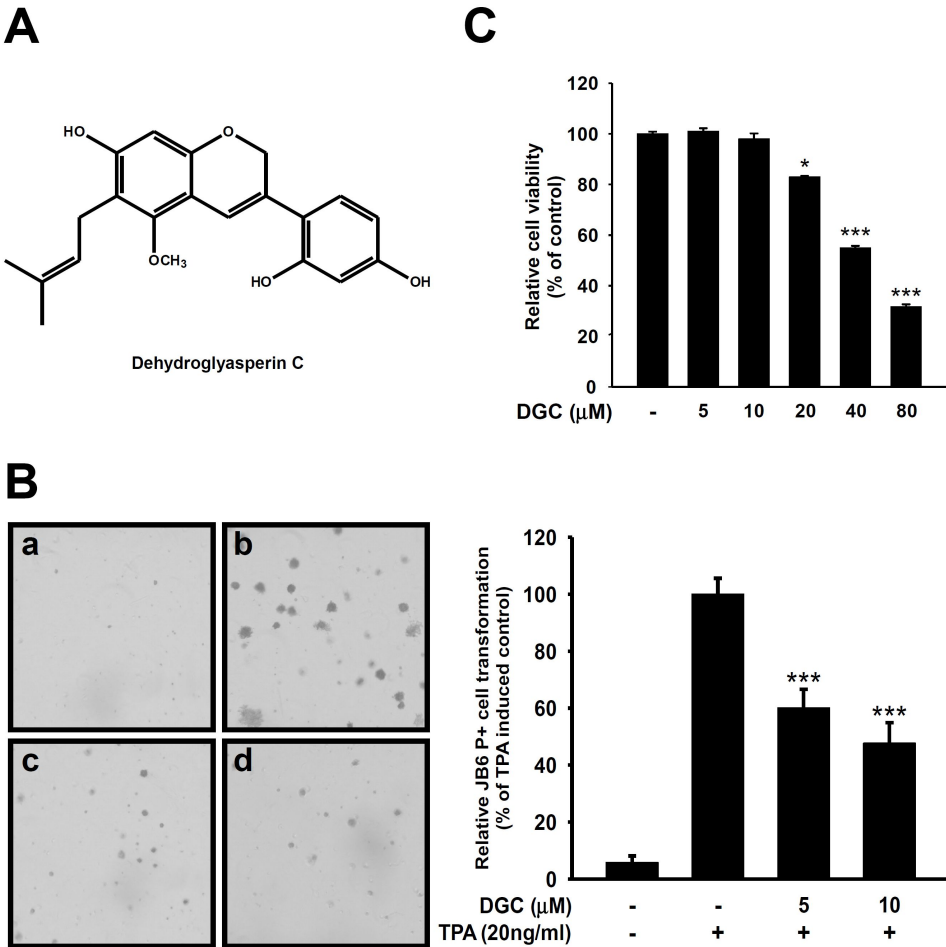 A
HO
O
OCH3
HO
OH
Dehydroglyasperin C
C
Relative cell viability
(% of control)
120
100
80
60
40
20
0
*
***
***
DGC (μM) - 5 10 20 40 80
B
a
b
c
d
Relative JB6 P+ cell transformation
(% of TPA induced control)
120
100
80
60
40
20
0
***
***
DGC (μM) - - 5 10
TPA (20ng/ml) - + + +